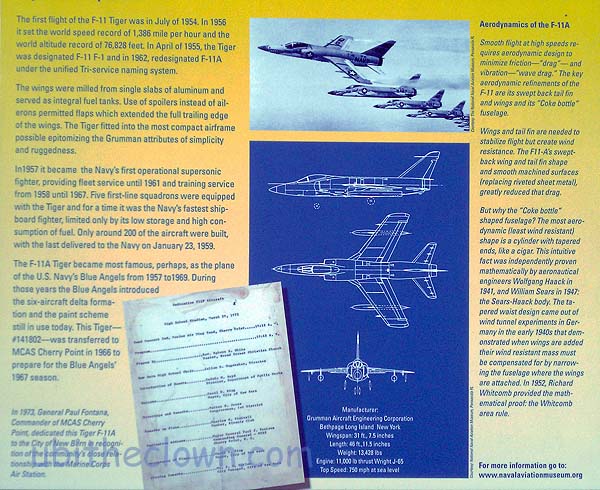 The first flight of the F-11 Tiger was in July of 1954. In 1956
it set the world speed record of 1,386 mile per hour and the
world altitude record of 76,828 feet. In April of 1955, the Tiger
was designated F-11 F-1 and in 1962, redesignated F-11A
under the unified Tri-service naming system.
The wings were milled from single slabs of aluminum and
served as integral fuel tanks. Use of spoilers instead of ail-
erons permitted flaps which extended the full trailing edge
of the wings. The Tiger fitted into the most compact airframe
possible epitomizing the Grumman attributes of simplicity
and ruggedness.
In1957 it became the Navy's first operational supersonic
fighter, providing fleet service until 1961 and training service
from 1958 until 1967. Five first-line squadrons were equipped
with the Tiger and for a time it was the Navy's fastest ship-
board fighter, limited only by its low storage and high con-
sumption of fuel. Only around 200 of the aircraft were built,
with the last delivered to the Navy on January 23, 1959.
The F-11A Tiger became most famous, perhaps, as the plane
of the U.S. Navy's Blue Angels from 1957 to1969. During
those years the Blue Angels introduced
the six-aircraft delta forma-
tion and the paint scheme
still in use today. This Tiger—
#141802—was transferred to
MCAS Cherry Point in 1966 to
prepare for the Blue Angels'
1967 season.
In 1973, General Paul Fontana,
Commander of MCAS Cherry
Point, dedicated this F-11A Tiger
to the City of New Bern in recogni-
tion of
Marine Corps
Air Station.
Dedication F11F Aircraft
High School Stadium, March 19, 1973
Program
Manufacturer:
Grumman Aircraft Engineering Corporation
Bethpage Long Island New York
Wingspan: 31 ft, 7.5 inches
Length: 46 ft, 11.5 inches
Weight: 13,428 lbs
Engine: 11,000 lb thrust Wright J-65
Top Speed: 750 mph at sea level
Aerodynamics of the F-11A
Smooth flight at high speeds re-
quires aerodynamic design to
minimize friction—"drag"— and
vibration—"wave drag." The key
aerodynamic refinements of the
F-11 are its swept back tail fin
and wings and its "Coke bottle"
fuselage.
Wings and tail fin are needed to
stabilize flight but create wind
resistance. The F11-A's swept-
back wing and tail fin shape
and smooth machined surfaces
(replacing riveted sheet metal),
greatly reduced that drag.
But why the "Coke bottle"
shaped fuselage? The most aero-
dynamic (least wind resistant)
shape is a cylinder with tapered
ends, like a cigar. This intuitive
fact was independently proven
mathematically by aeronautical
engineers Wolfgang Haack in
1941, and William Sears in 1947:
the Sears-Haack body. The ta-
pered waist design came out of
wind tunnel experiments in Ger-
many in the early 1940s that dem-
onstrated when wings are added
their wind resistant mass must
be compensated for by narrow-
ing the fuselage where the wings
are attached. In 1952, Richard
Whitcomb provided the math-
ematical proof: the Whitcomb
area rule.
For more information go to:
www.navalaviationmuseum.org